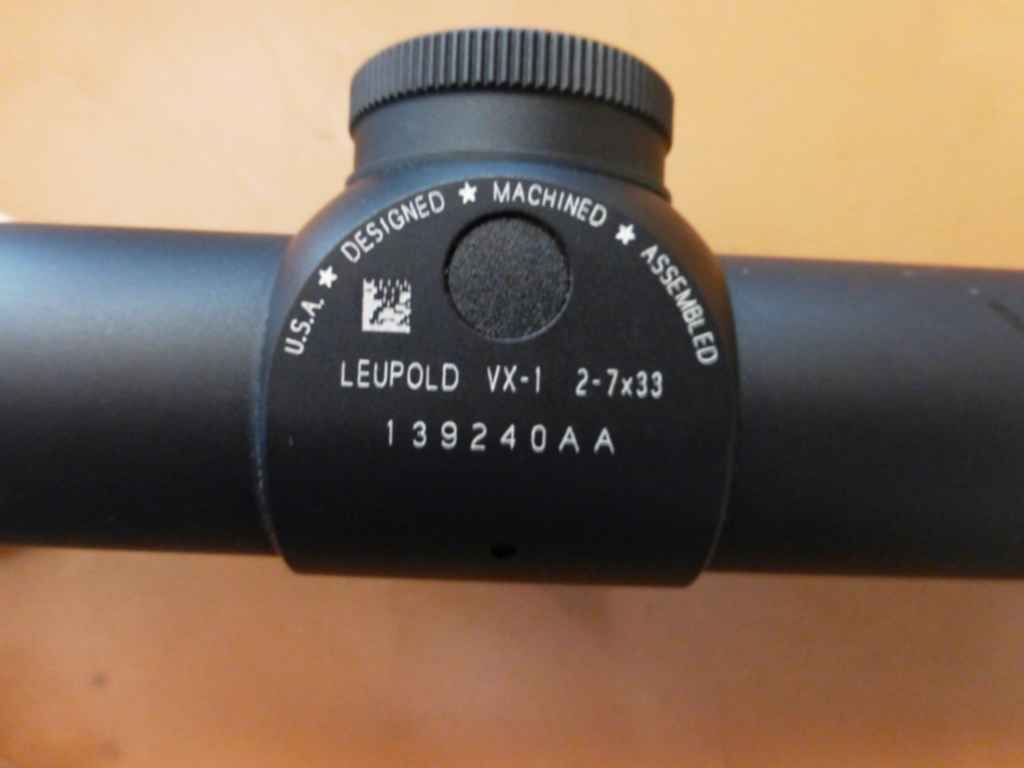 U.S.A. ★ DESIGNED ★ MACHINED ★ ASSEMBLED
LEUPOLD VX-1 2-7x33
139240AA